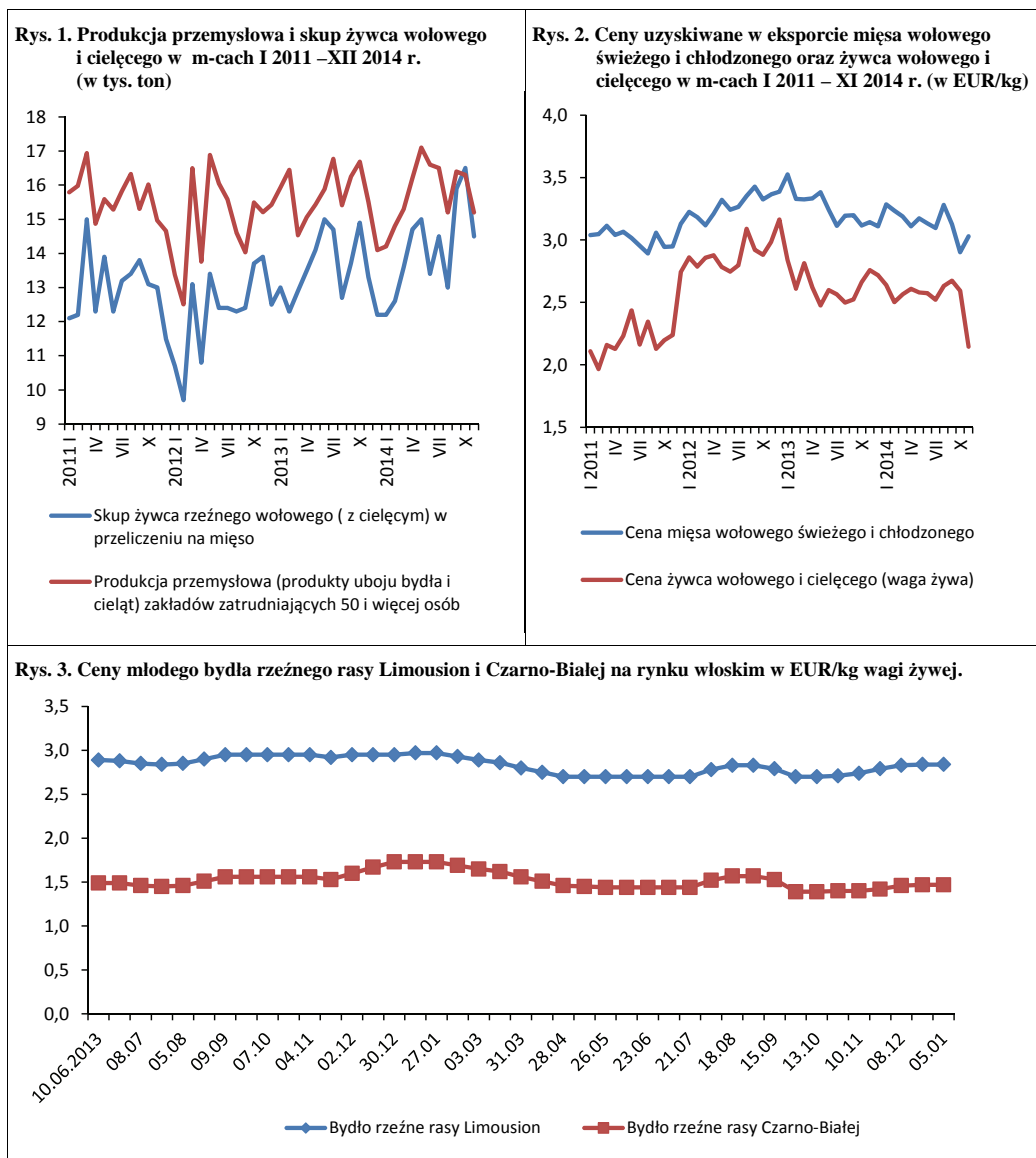 Rys. 1. Produkcja przemysłowa i skup żywca wołowego
i cielęcego w m-cach I 2011 –XII 2014 r.
(w tys. ton)
18
17
16
15
14
13
12
11
10
9
2011 I
IV
VII
X
2012 I
IV
VII
X
2013 I
IV
VII
X
2014 I
IV
VII
X
Skup żywca rzeźnego wołowego ( z cielęcym) w
przeliczeniu na mięso
Produkcja przemysłowa (produkty uboju bydła i
cieląt) zakładów zatrudniających 50 i więcej osób
Rys. 2. Ceny uzyskiwane w eksporcie mięsa wołowego
świeżego i chłodzonego oraz żywca wołowego i
cielęcego w m-cach I 2011 – XI 2014 r. (w EUR/kg)
4,0
3,5
3,0
2,5
2,0
1,5
I 2011
IV
VII
X
I 2012
IV
VII
X
I 2013
IV
VII
X
I 2014
IV
VII
X
Cena mięsa wołowego świeżego i chłodzonego
Cena żywca wołowego i cielęcego (waga żywa)
Rys. 3. Ceny młodego bydła rzeźnego rasy Limousion i Czarno-Białej na rynku włoskim w EUR/kg wagi żywej.
3,5
3,0
2,5
2,0
1,5
1,0
0,5
0,0
10.06.2013
08.07
05.08
09.09
07.10
04.11
02.12
30.12
27.01
03.03
31.03
28.04
26.05
23.06
21.07
18.08
15.09
13.10
10.11
08.12
05.01
Bydło rzeźne rasy Limousion
Bydło rzeźne rasy Czarno-Białej